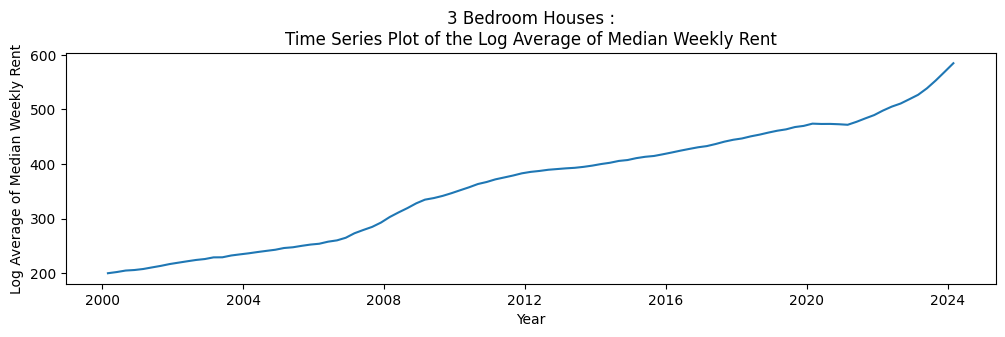 3 Bedroom Houses :
Time Series Plot of the Log Average of Median Weekly Rent
Log Average of Median Weekly Rent
600
500
400
300
200
2000 2004 2008 2012 2016 2020 2024
Year